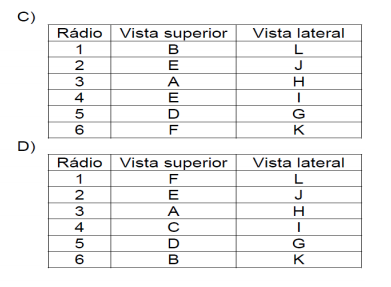 C)
Rádio Vista superior Vista lateral
1 B L
2 E J
3 A H
4 E I
5 D G
6 F K
D)
Rádio Vista superior Vista lateral
1 F L
2 E J
3 A H
4 C I
5 D G
6 B K